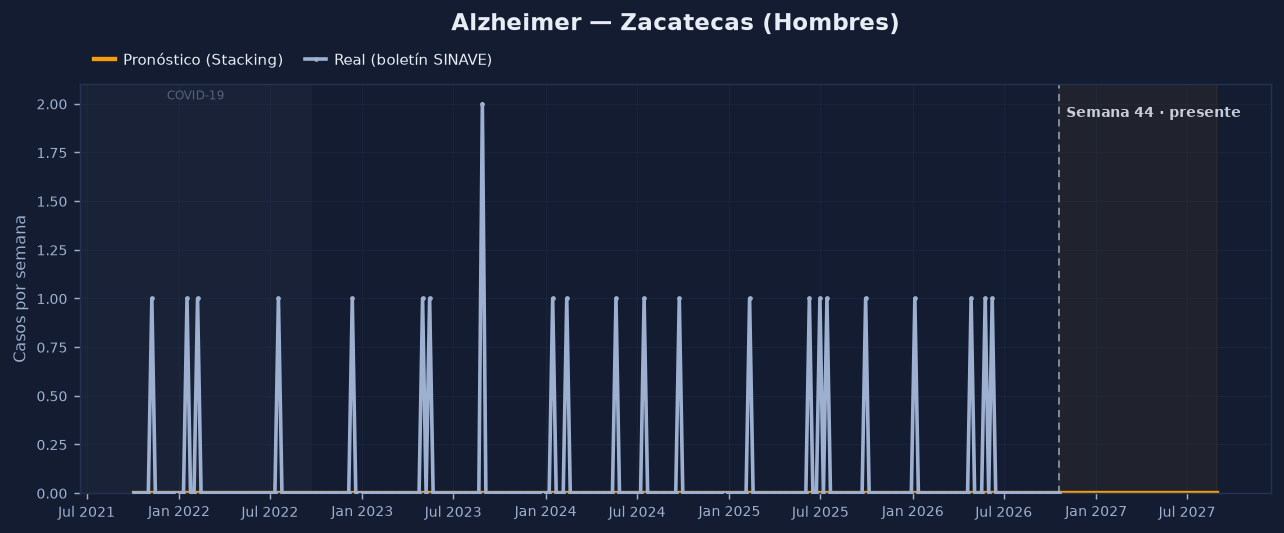 Alzheimer — Zacatecas (Hombres)
Pronóstico (Stacking)
Real (boletín SINAVE)
COVID-19
Semana 44 · presente
Casos por semana
2.00
1.75
1.50
1.25
1.00
0.75
0.50
0.25
0.00
Jul 2021
Jan 2022
Jul 2022
Jan 2023
Jul 2023
Jan 2024
Jul 2024
Jan 2025
Jul 2025
Jan 2026
Jul 2026
Jan 2027
Jul 2027